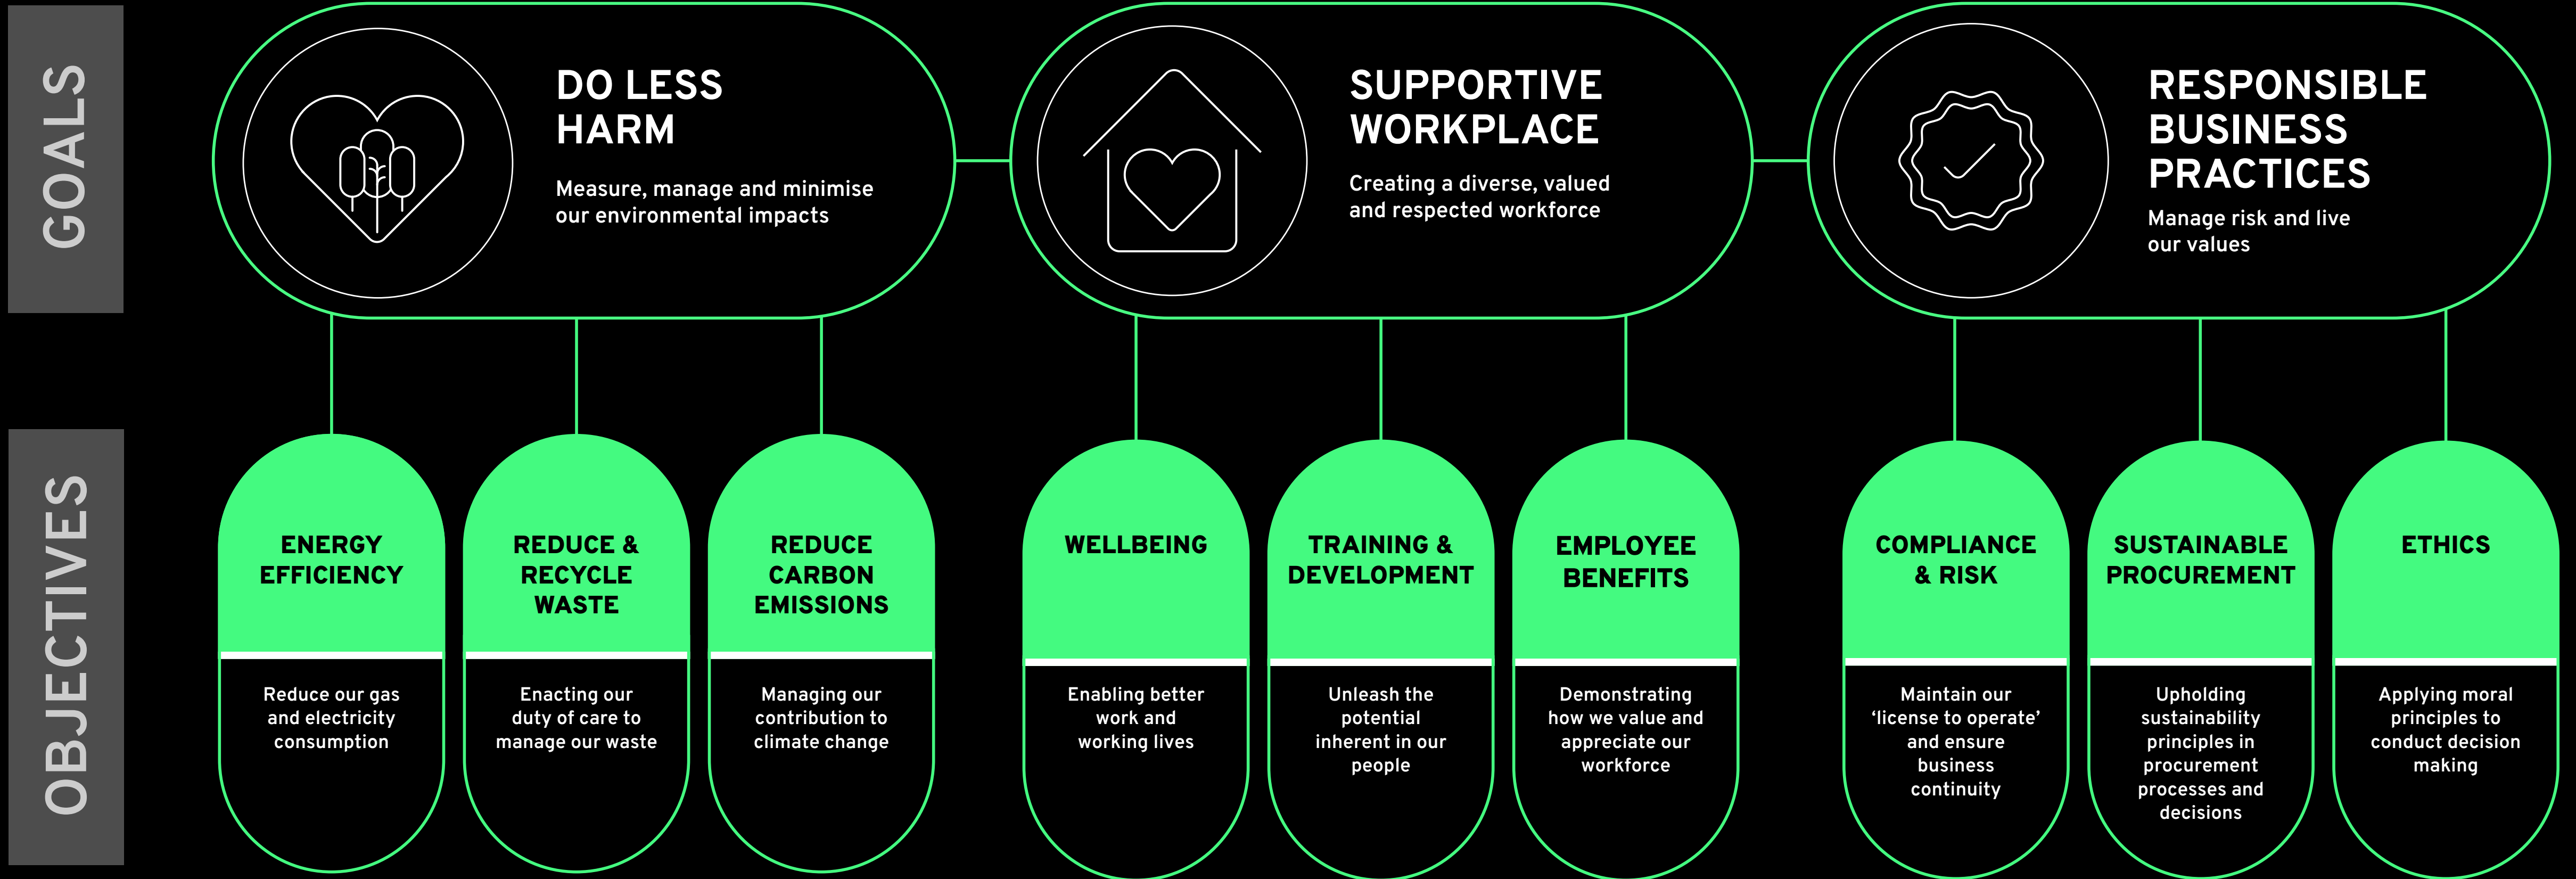 GOALS
DO LESS
HARM
Measure, manage and minimise
our environmental impacts
SUPPORTIVE
WORKPLACE
Creating a diverse, valued
and respected workforce
RESPONSIBLE
BUSINESS
PRACTICES
Manage risk and live
our values
OBJECTIVES
ENERGY
EFFICIENCY
Reduce our gas
and electricity
consumption
REDUCE &
RECYCLE
WASTE
Enacting our
duty of care to
manage our waste
REDUCE
CARBON
EMISSIONS
Managing our
contribution to
climate change
WELLBEING
Enabling better
work and
working lives
TRAINING &
DEVELOPMENT
Unleash the
potential
inherent in our
people
EMPLOYEE
BENEFITS
Demonstrating
how we value and
appreciate our
workforce
COMPLIANCE
& RISK
Maintain our
‘license to operate’
and ensure
business
continuity
SUSTAINABLE
PROCUREMENT
Upholding
sustainability
principles in
procurement
processes and
decisions
ETHICS
Applying moral
principles to
conduct decision
making